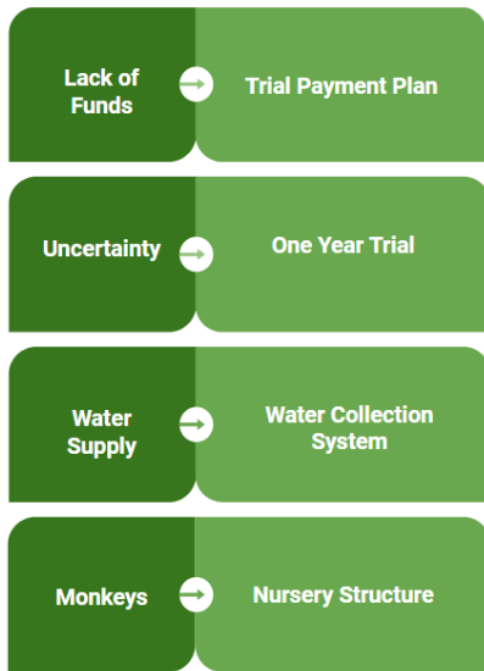 Lack of
Funds
Trial Payment Plan
Uncertainty
One Year Trial
Water
Supply
Water Collection
System
Monkeys
Nursery Structure